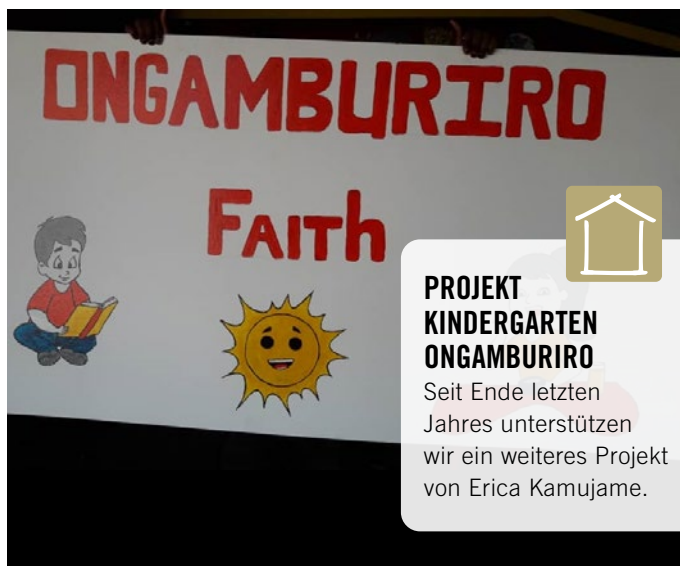 ONGAMBURIRO
FAITh
PROJEKT
KINDERGARTEN
ONGAMBURIRO
Seit Ende letzten
Jahres unterstützen
wir ein weiteres Projekt
von Erica Kamujame.